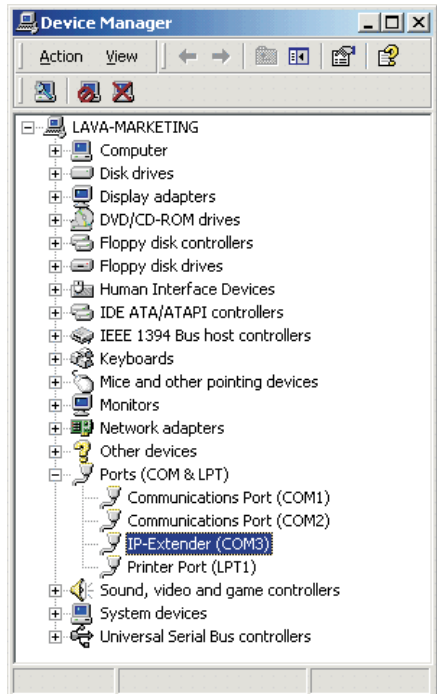 Device Manager
Action View
LAVA-MARKETING
Computer
Disk drives
Display adapters
DVD/CD-ROM drives
Floppy disk controllers
Floppy disk drives
Human Interface Devices
IDE ATA/ATAPI controllers
IEEE 1394 Bus host controllers
Keyboards
Mice and other pointing devices
Monitors
Network adapters
Other devices
Ports (COM & LPT)
Communications Port (COM1)
Communications Port (COM2)
IP-Extender (COM3)
Printer Port (LPT1)
Sound, video and game controllers
System devices
Universal Serial Bus controllers